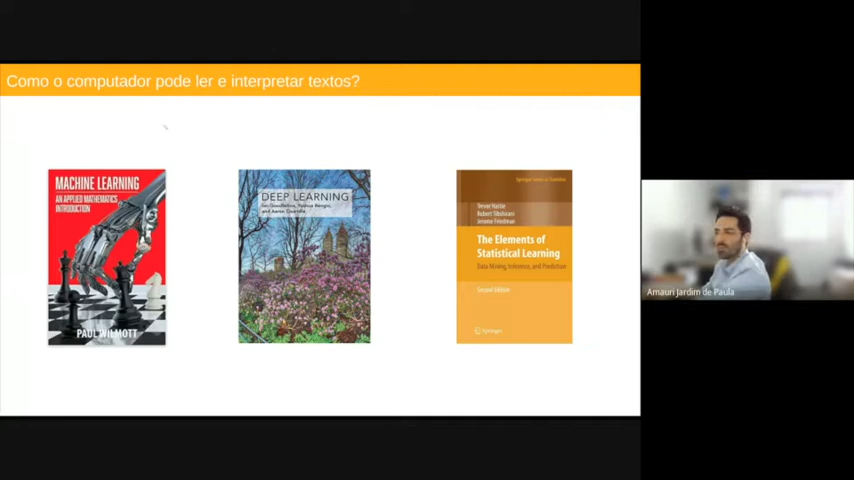 Como o computador pode ler e interpretar textos?
MACHINE LEARNING
AN APPLIED MATHEMATICS
INTRODUCTION
PAUL WILMOTT
DEEP LEARNING
Ian Goodfellow, Yoshua Bengio,
and Aaron Courville
Springer Series in Statistics
Trevor Hastie
Robert Tibshirani
Jerome Friedman
The Elements of
Statistical Learning
Data Mining, Inference, and Prediction
Second Edition
Springer
Amauri Jardim de Paula